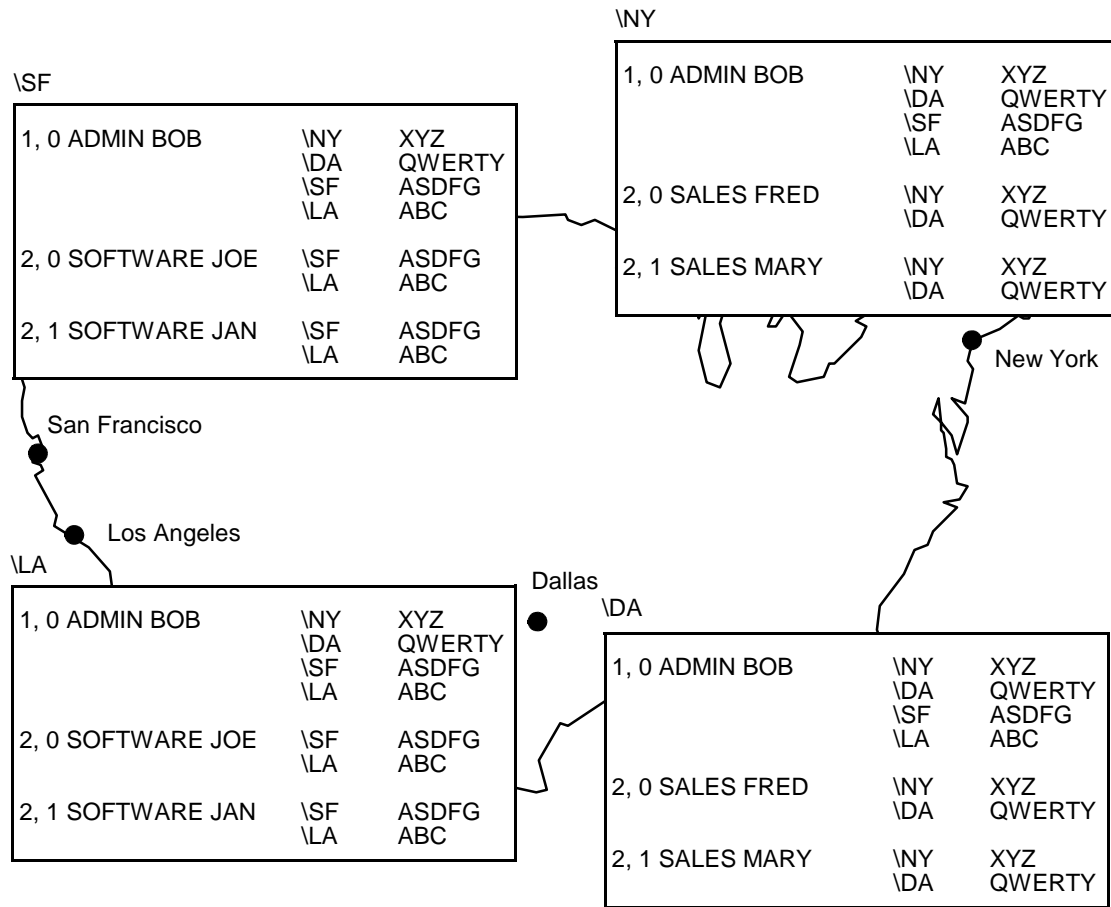 \SF
1, 0 ADMIN BOB \NY XYZ
\DA QWERTY
\SF ASDFG
\LA ABC
2, 0 SOFTWARE JOE \SF ASDFG
\LA ABC
2, 1 SOFTWARE JAN \SF ASDFG
\LA ABC
\NY
1, 0 ADMIN BOB \NY XYZ
\DA QWERTY
\SF ASDFG
\LA ABC
2, 0 SALES FRED \NY XYZ
\DA QWERTY
2, 1 SALES MARY \NY XYZ
\DA QWERTY
New York
San Francisco
Los Angeles
\LA
1, 0 ADMIN BOB \NY XYZ
\DA QWERTY
\SF ASDFG
\LA ABC
2, 0 SOFTWARE JOE \SF ASDFG
\LA ABC
2, 1 SOFTWARE JAN \SF ASDFG
\LA ABC
Dallas
\DA
1, 0 ADMIN BOB \NY XYZ
\DA QWERTY
\SF ASDFG
\LA ABC
2, 0 SALES FRED \NY XYZ
\DA QWERTY
2, 1 SALES MARY \NY XYZ
\DA QWERTY